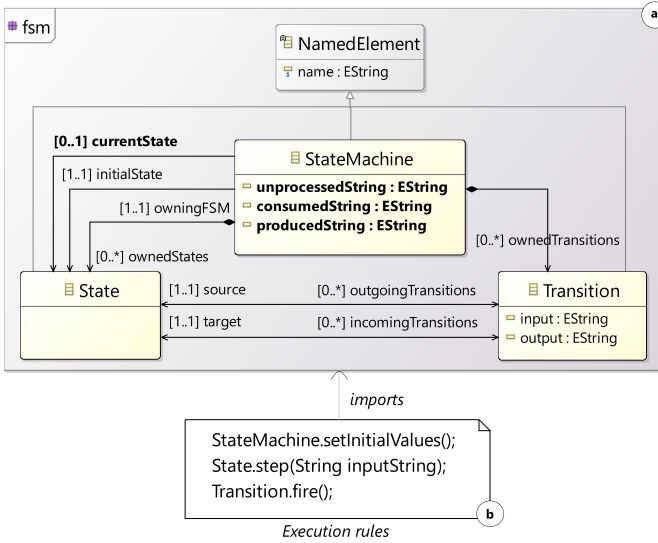 a
fsm
NamedElement
name : EString
[0..1] currentState
StateMachine
[1..1] initialState
unprocessedString : EString
consumedString : EString
[1..1] owningFSM
producedString : EString
[0..*] ownedTransitions
[0..*] ownedStates
State
[1..1] source
[0..*] outgoingTransitions
Transition
[1..1] target
[0..*] incomingTransitions
input : EString
output : EString
imports
StateMachine.setInitialValues();
State.step(String inputString);
Transition.fire();
b
Execution rules